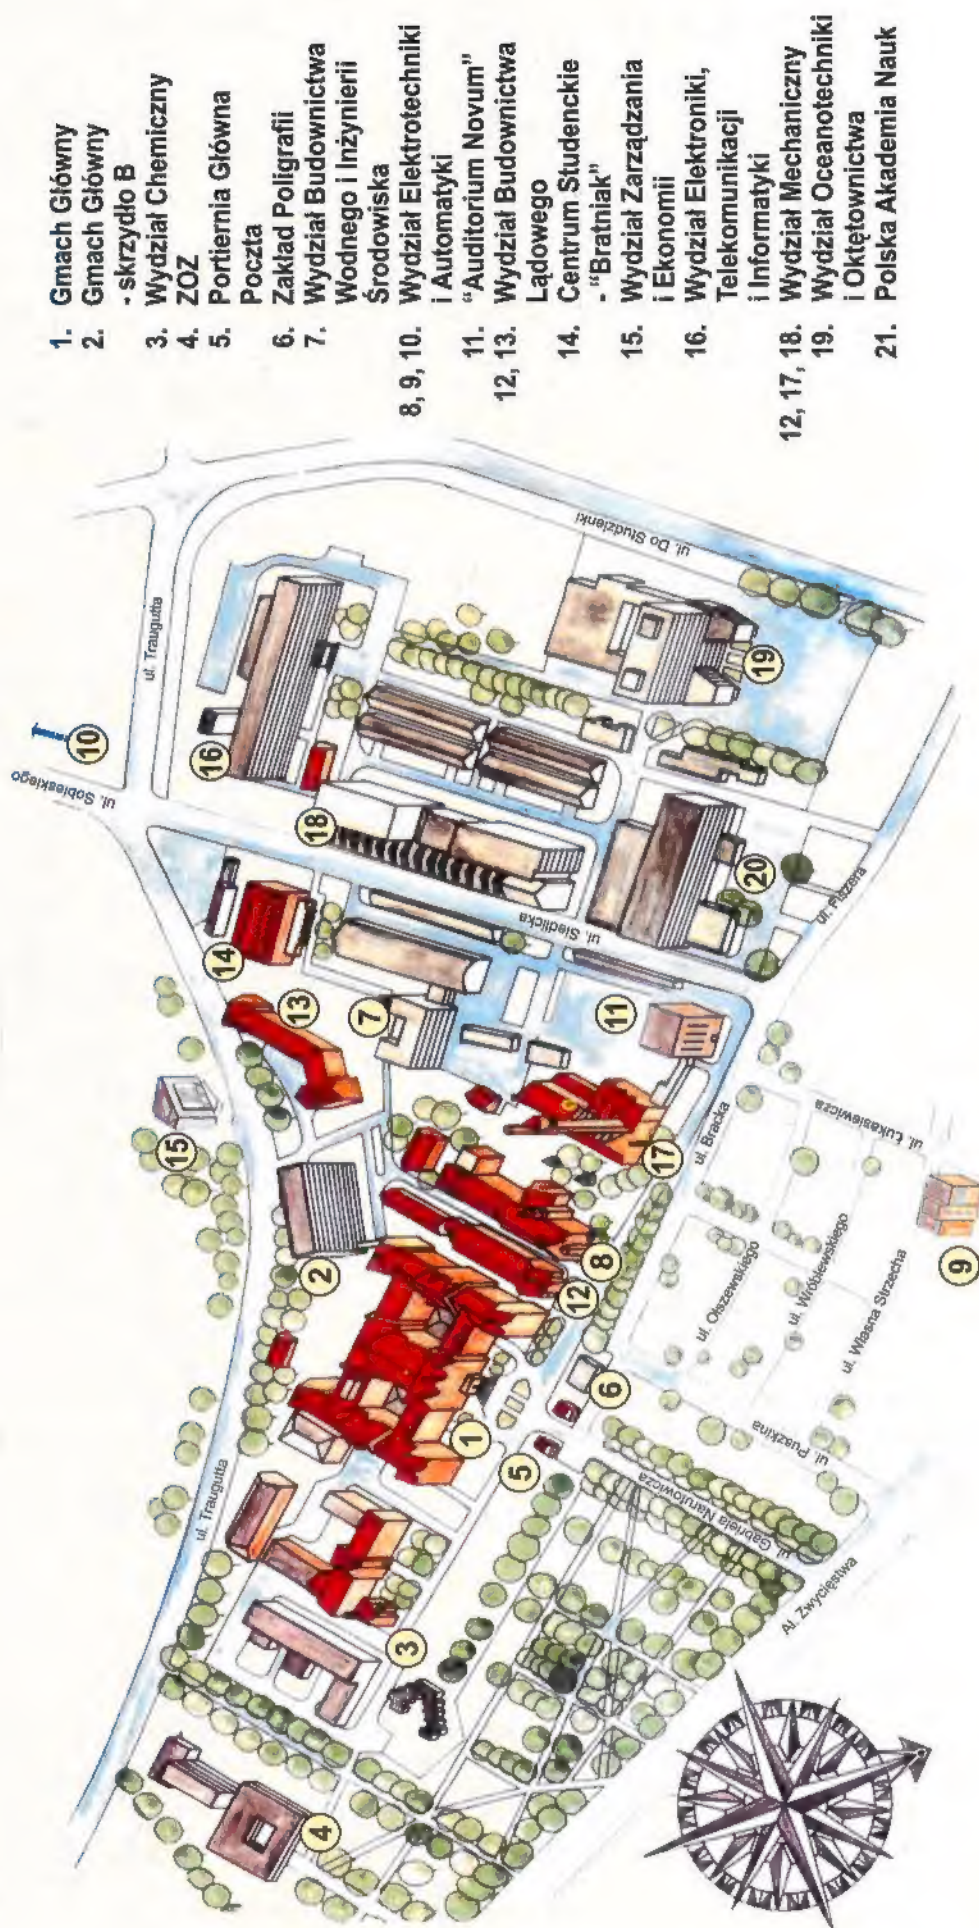 1. Gmach Główny
2. Gmach Główny
- skrzydło B
3. Wydział Chemiczny
4. ZOZ
5. Portiernia Główna
Poczta
6. Zakład Poligrafii
7. Wydział Budownictwa
Wodnego i Inżynierii
Środowiska
8, 9, 10. Wydział Elektrotechniki
i Automatyki
11. "Auditorium Novum"
12, 13. Wydział Budownictwa
Lądowego
14. Centrum Studenckie
- "Bratniak"
15. Wydział Zarządzania
i Ekonomii
16. Wydział Elektroniki,
Telekomunikacji
i Informatyki
12, 17, 18. Wydział Mechaniczny
19. Wydział Oceanotechniki
i Okrętownictwa
21. Polska Akademia Nauk
ul. Traugutta
ul. Sobieskiego
10
ul. Traugutta
16
18
14
13
7
15
2
ul. Do Studzienki
19
20
ul. Siedlicka
ul. Fiszera
11
17
ul. Bracka
8
12
1
6
5
3
4
ul. Łukasiewicza
ul. Olszewskiego
ul. Wróblewskiego
ul. Własna Strzecha
9
ul. Puszkina
ul. Gabriela Narutowicza
Al. Zwycięstwa